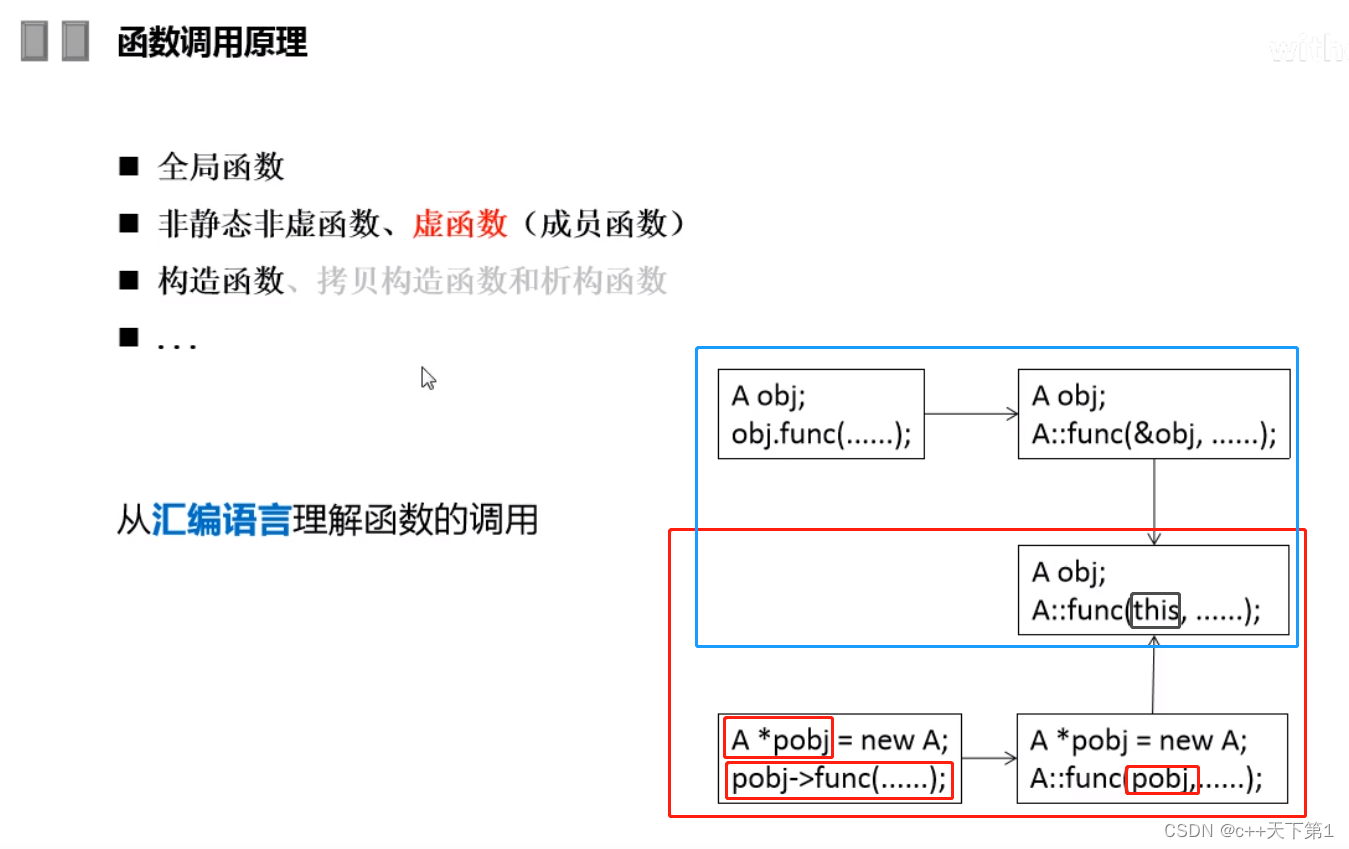 函数调用原理
with
■ 全局函数
■ 非静态非虚函数、虚函数（成员函数）
■ 构造函数、拷贝构造函数和析构函数
■ ...
从汇编语言理解函数的调用
A obj;
obj.func(......);
A obj;
A::func(&obj, ......);
A obj;
A::func(this, ......);
A *pobj = new A;
pobj->func(......);
A *pobj = new A;
A::func(pobj,......);
CSDN @c++天下第1